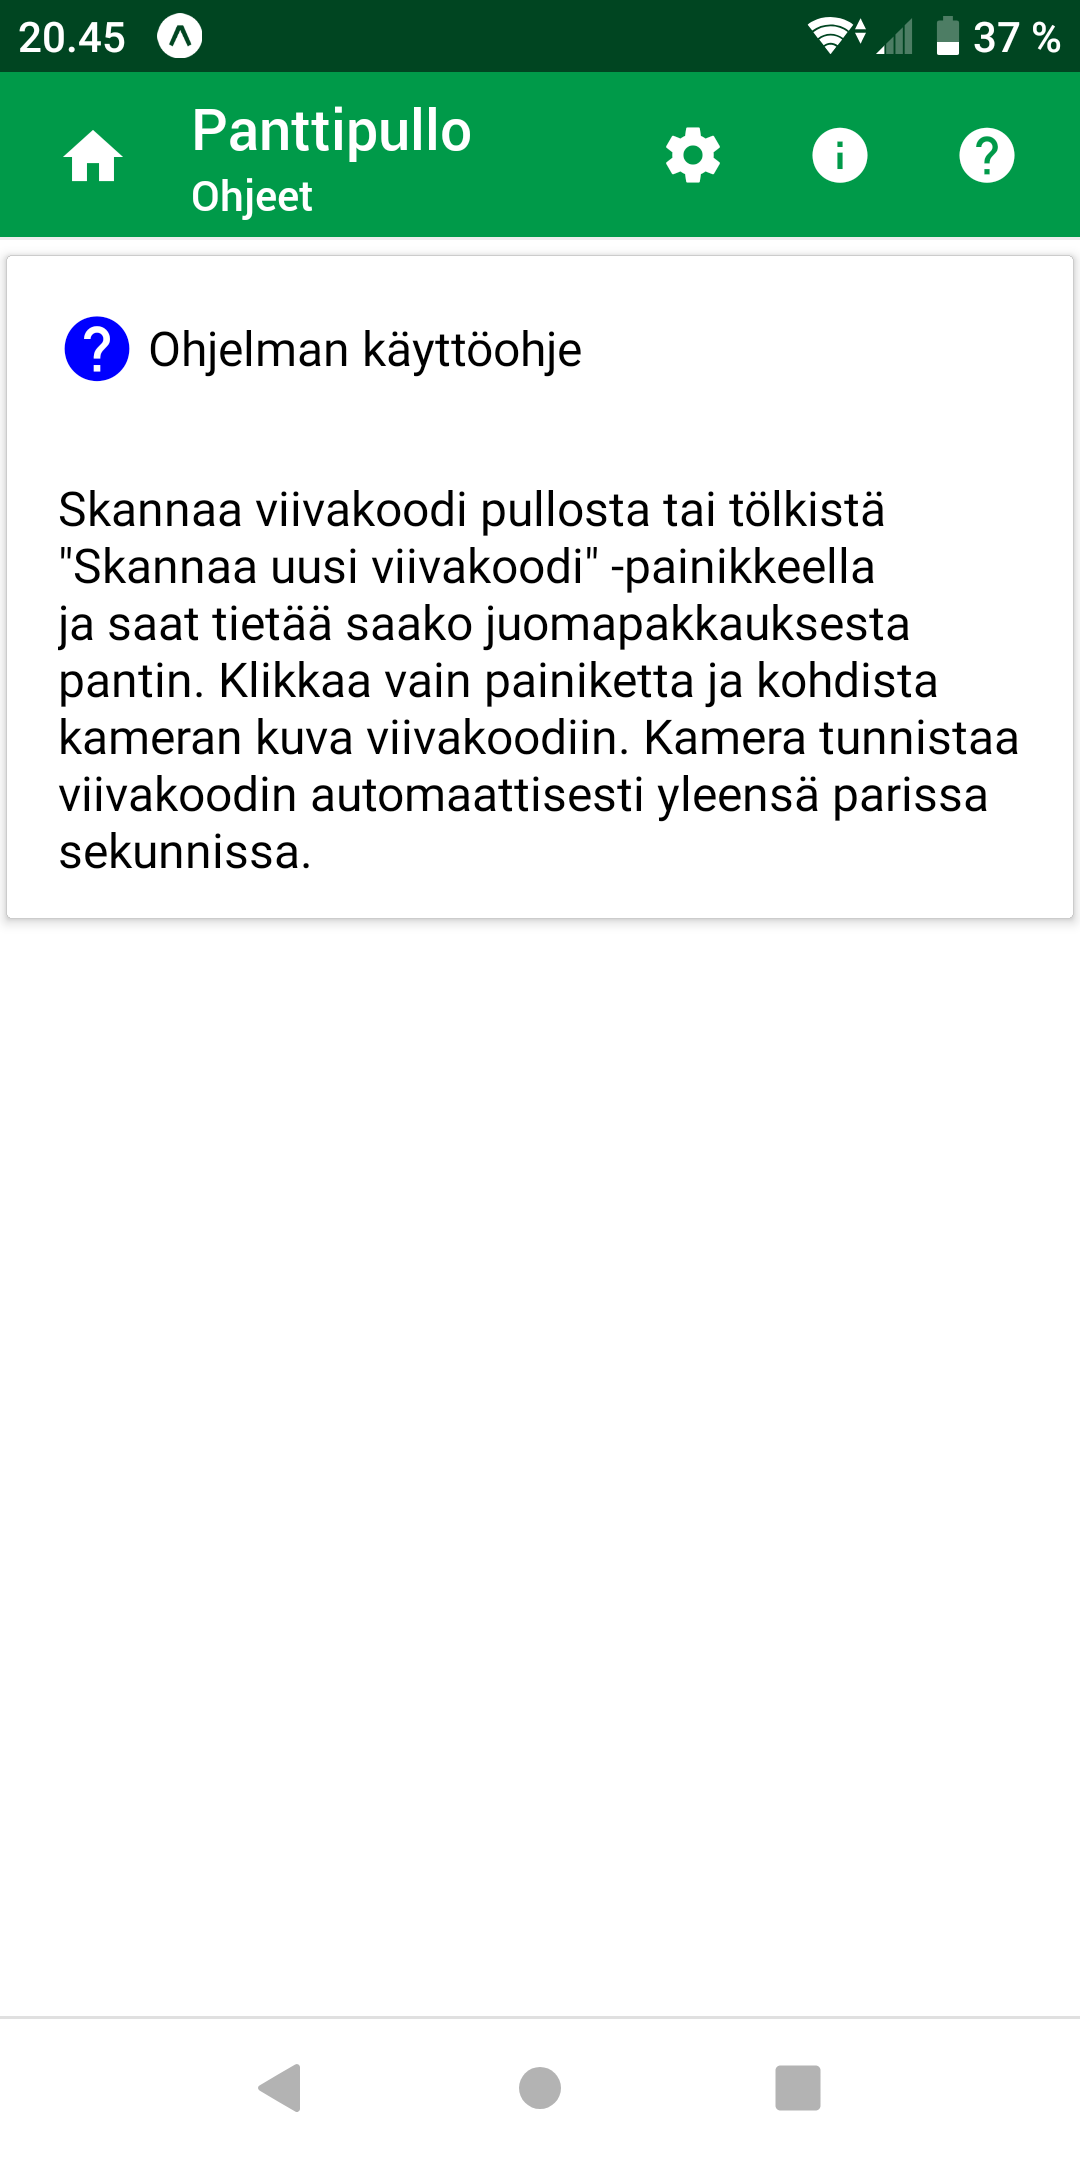 20.45
37 %
Panttipullo
Ohjeet
Ohjelman käyttöohje
Skannaa viivakoodi pullosta tai tölkistä
"Skannaa uusi viivakoodi" -painikkeella
ja saat tietää saako juomapakkauksesta
pantin. Klikkaa vain painiketta ja kohdista
kameran kuva viivakoodiin. Kamera tunnistaa
viivakoodin automaattisesti yleensä parissa
sekunnissa.